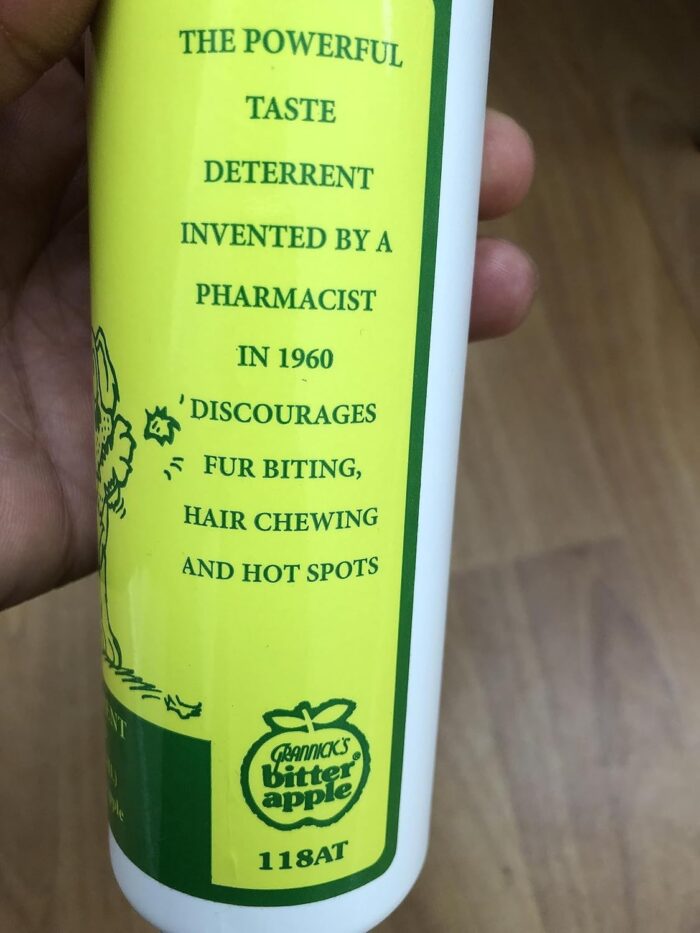 THE POWERFUL
TASTE
DETERRENT
INVENTED BY A
PHARMACIST
IN 1960
DISCOURAGES
FUR BITING,
HAIR CHEWING
AND HOT SPOTS
GRANNICK'S
bitter®
apple
118AT